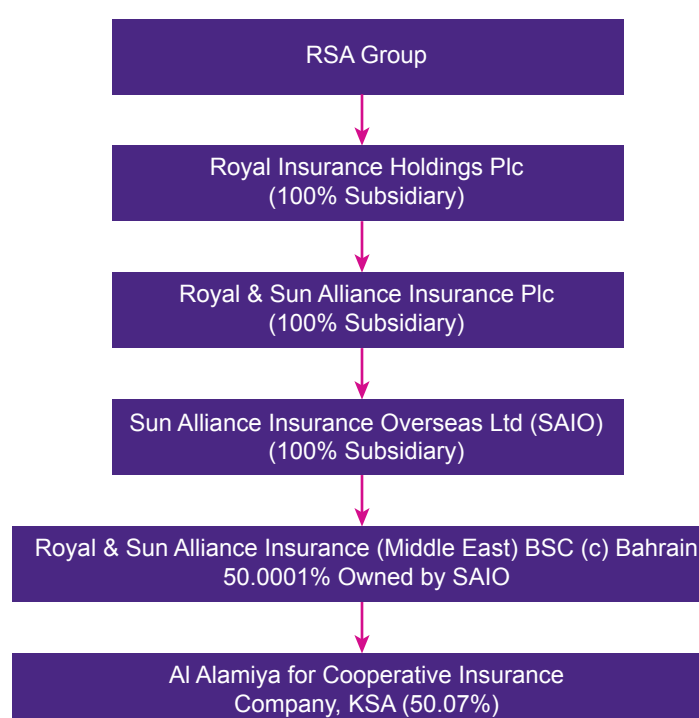 RSA Group
Royal Insurance Holdings Plc
(100% Subsidiary)
Royal & Sun Alliance Insurance Plc
(100% Subsidiary)
Sun Alliance Insurance Overseas Ltd (SAIO)
(100% Subsidiary)
Royal & Sun Alliance Insurance (Middle East) BSC (c) Bahrain
50.0001% Owned by SAIO
Al Alamiya for Cooperative Insurance
Company, KSA (50.07%)